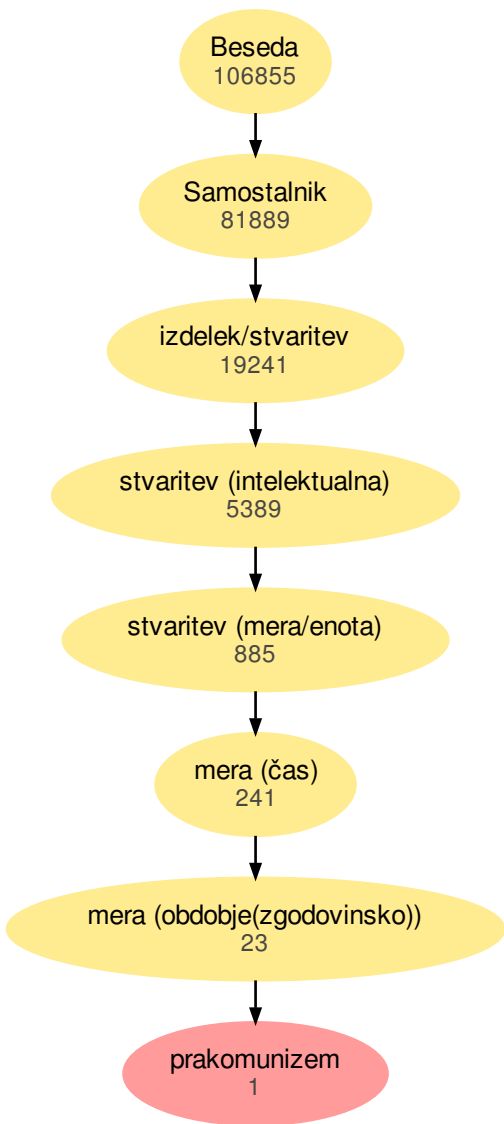 Beseda
106855
Samostalnik
81889
izdelek/stvaritev
19241
stvaritev (intelektualna)
5389
stvaritev (mera/enota)
885
mera (čas)
241
mera (obdobje(zgodovinsko))
23
prakomunizem
1